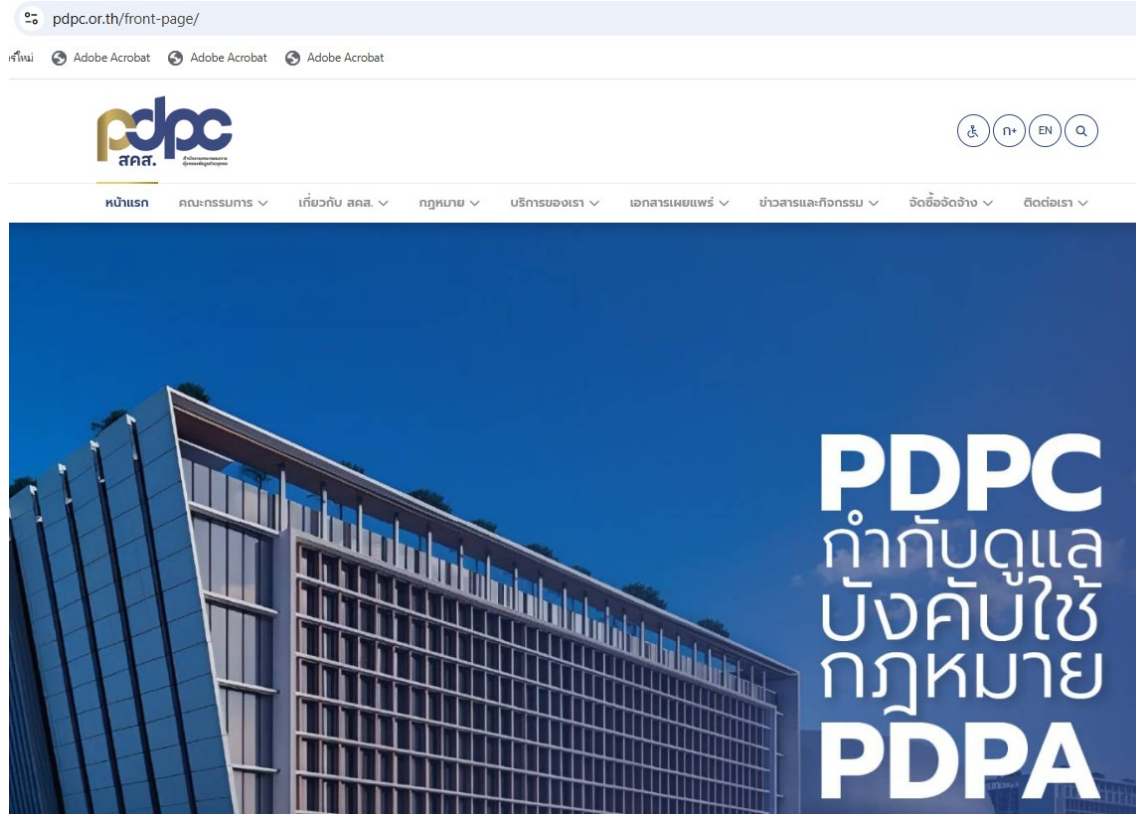 pdpc.or.th/front-page/
Adobe Acrobat Adobe Acrobat Adobe Acrobat
pdpc
สคส.
ก+ EN
หน้าแรก คณะกรรมการ เกี่ยวกับ สคส. กฎหมาย บริการของเรา เอกสารเผยแพร่ ข่าวสารและกิจกรรม จัดซื้อจัดจ้าง ติดต่อเรา
PDPC
กำกับดูแล
บังคับใช้
กฎหมาย
PDPA